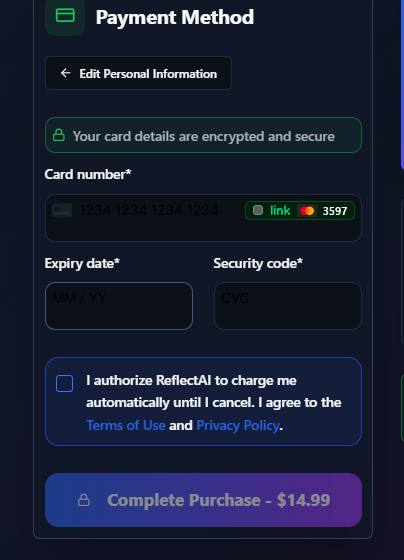 Payment Method
← Edit Personal Information
Your card details are encrypted and secure
Card number*
1234 1234 1234 1234 link 3597
Expiry date* Security code*
MM / YY CVC
I authorize ReflectAI to charge me
automatically until I cancel. I agree to the
Terms of Use and Privacy Policy.
Complete Purchase - $14.99